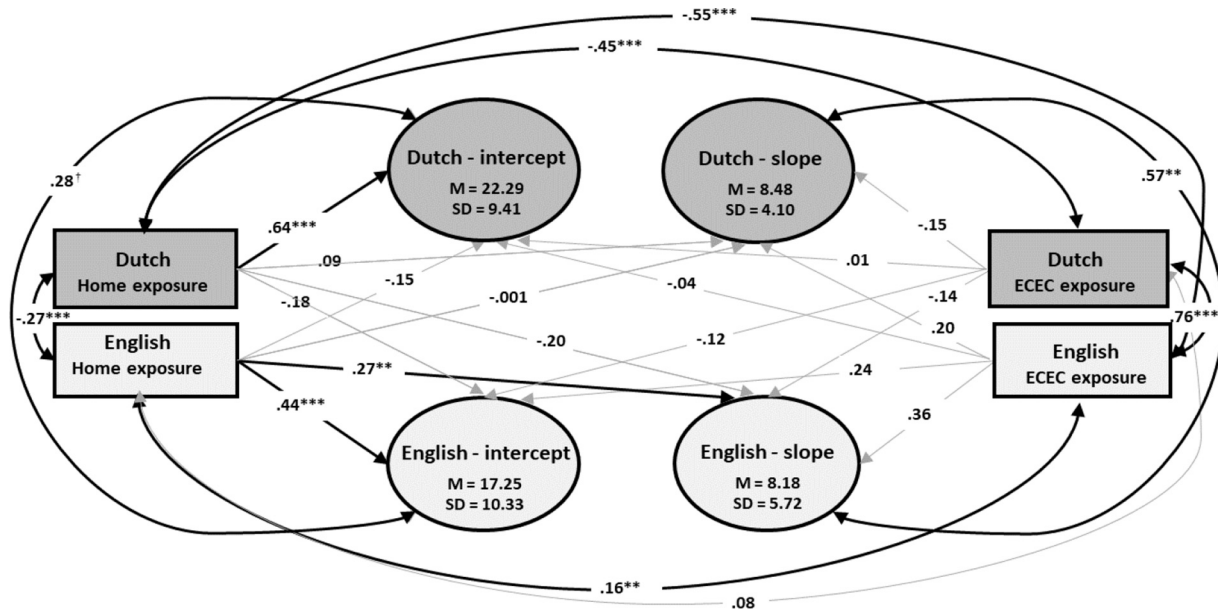 -.55***
-.45***
Dutch - intercept
M = 22.29
SD = 9.41
Dutch - slope
M = 8.48
SD = 4.10
.28†
.57**
.64***
-.15
Dutch
Home exposure
.09
-.15
.01
-.04
Dutch
ECEC exposure
-.18
-.001
-.14
-.27***
.20
.76***
English
Home exposure
-.20
-.12
English
ECEC exposure
.27**
.24
.44***
.36
English - intercept
M = 17.25
SD = 10.33
English - slope
M = 8.18
SD = 5.72
.16**
.08